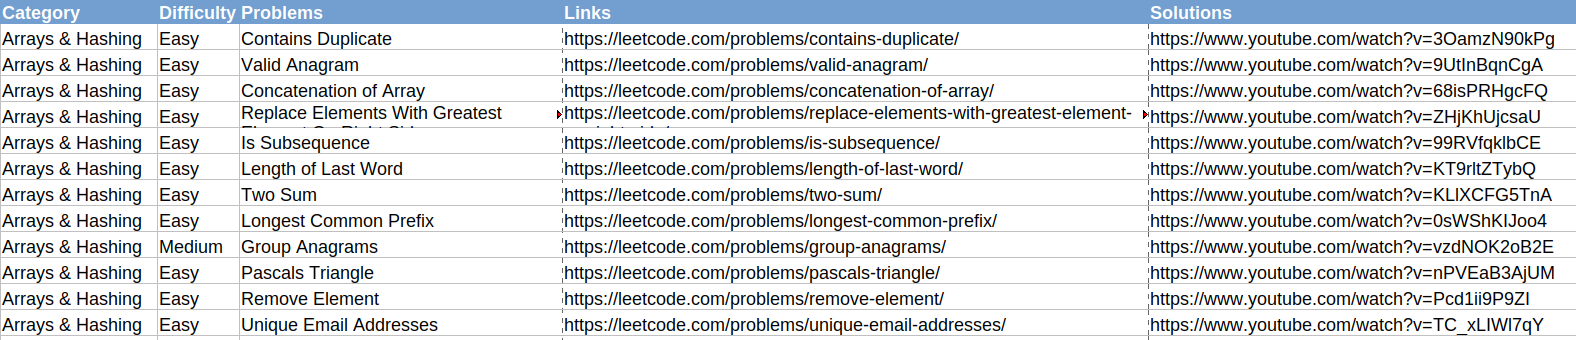 Category Difficulty Problems Links Solutions
Arrays & Hashing Easy Contains Duplicate https://leetcode.com/problems/contains-duplicate/ https://www.youtube.com/watch?v=3OamzN90kPg
Arrays & Hashing Easy Valid Anagram https://leetcode.com/problems/valid-anagram/ https://www.youtube.com/watch?v=9UtInBqnCgA
Arrays & Hashing Easy Concatenation of Array https://leetcode.com/problems/concatenation-of-array/ https://www.youtube.com/watch?v=68isPRHgcFQ
Arrays & Hashing Easy Replace Elements With Greatest https://leetcode.com/problems/replace-elements-with-greatest-element- https://www.youtube.com/watch?v=ZHjKhUjcsaU
Arrays & Hashing Easy Is Subsequence https://leetcode.com/problems/is-subsequence/ https://www.youtube.com/watch?v=99RVfqklbCE
Arrays & Hashing Easy Length of Last Word https://leetcode.com/problems/length-of-last-word/ https://www.youtube.com/watch?v=KT9rltZTybQ
Arrays & Hashing Easy Two Sum https://leetcode.com/problems/two-sum/ https://www.youtube.com/watch?v=KLlXCFG5TnA
Arrays & Hashing Easy Longest Common Prefix https://leetcode.com/problems/longest-common-prefix/ https://www.youtube.com/watch?v=0sWShKIJoo4
Arrays & Hashing Medium Group Anagrams https://leetcode.com/problems/group-anagrams/ https://www.youtube.com/watch?v=vzdNOK2oB2E
Arrays & Hashing Easy Pascals Triangle https://leetcode.com/problems/pascals-triangle/ https://www.youtube.com/watch?v=nPVEaB3AjUM
Arrays & Hashing Easy Remove Element https://leetcode.com/problems/remove-element/ https://www.youtube.com/watch?v=Pcd1ii9P9ZI
Arrays & Hashing Easy Unique Email Addresses https://leetcode.com/problems/unique-email-addresses/ https://www.youtube.com/watch?v=TC_xLIWl7qY